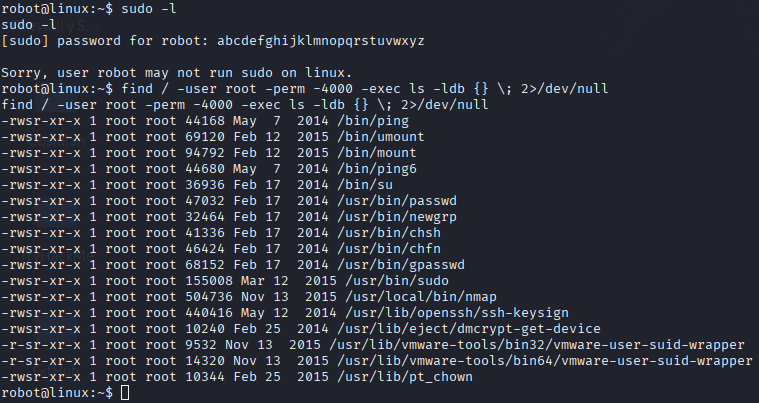 robot@linux:~$ sudo -l
sudo -l
[sudo] password for robot: abcdefghijklmnopqrstuvwxyz

Sorry, user robot may not run sudo on linux.
robot@linux:~$ find / -user root -perm -4000 -exec ls -ldb {} \; 2>/dev/null
find / -user root -perm -4000 -exec ls -ldb {} \; 2>/dev/null
-rwsr-xr-x 1 root root 44168 May  7  2014 /bin/ping
-rwsr-xr-x 1 root root 69120 Feb 12  2015 /bin/umount
-rwsr-xr-x 1 root root 94792 Feb 12  2015 /bin/mount
-rwsr-xr-x 1 root root 44680 May  7  2014 /bin/ping6
-rwsr-xr-x 1 root root 36936 Feb 17  2014 /bin/su
-rwsr-xr-x 1 root root 47032 Feb 17  2014 /usr/bin/passwd
-rwsr-xr-x 1 root root 32464 Feb 17  2014 /usr/bin/newgrp
-rwsr-xr-x 1 root root 41336 Feb 17  2014 /usr/bin/chsh
-rwsr-xr-x 1 root root 46424 Feb 17  2014 /usr/bin/chfn
-rwsr-xr-x 1 root root 68152 Feb 17  2014 /usr/bin/gpasswd
-rwsr-xr-x 1 root root 155008 Mar 12  2015 /usr/bin/sudo
-rwsr-xr-x 1 root root 504736 Nov 13  2015 /usr/local/bin/nmap
-rwsr-xr-x 1 root root 440416 May 12  2014 /usr/lib/openssh/ssh-keysign
-rwsr-xr-x 1 root root 10240 Feb 25  2014 /usr/lib/eject/dmcrypt-get-device
-r-sr-xr-x 1 root root 9532 Nov 13  2015 /usr/lib/vmware-tools/bin32/vmware-user-suid-wrapper
-r-sr-xr-x 1 root root 14320 Nov 13  2015 /usr/lib/vmware-tools/bin64/vmware-user-suid-wrapper
-rwsr-xr-x 1 root root 10344 Feb 25  2015 /usr/lib/pt_chown
robot@linux:~$